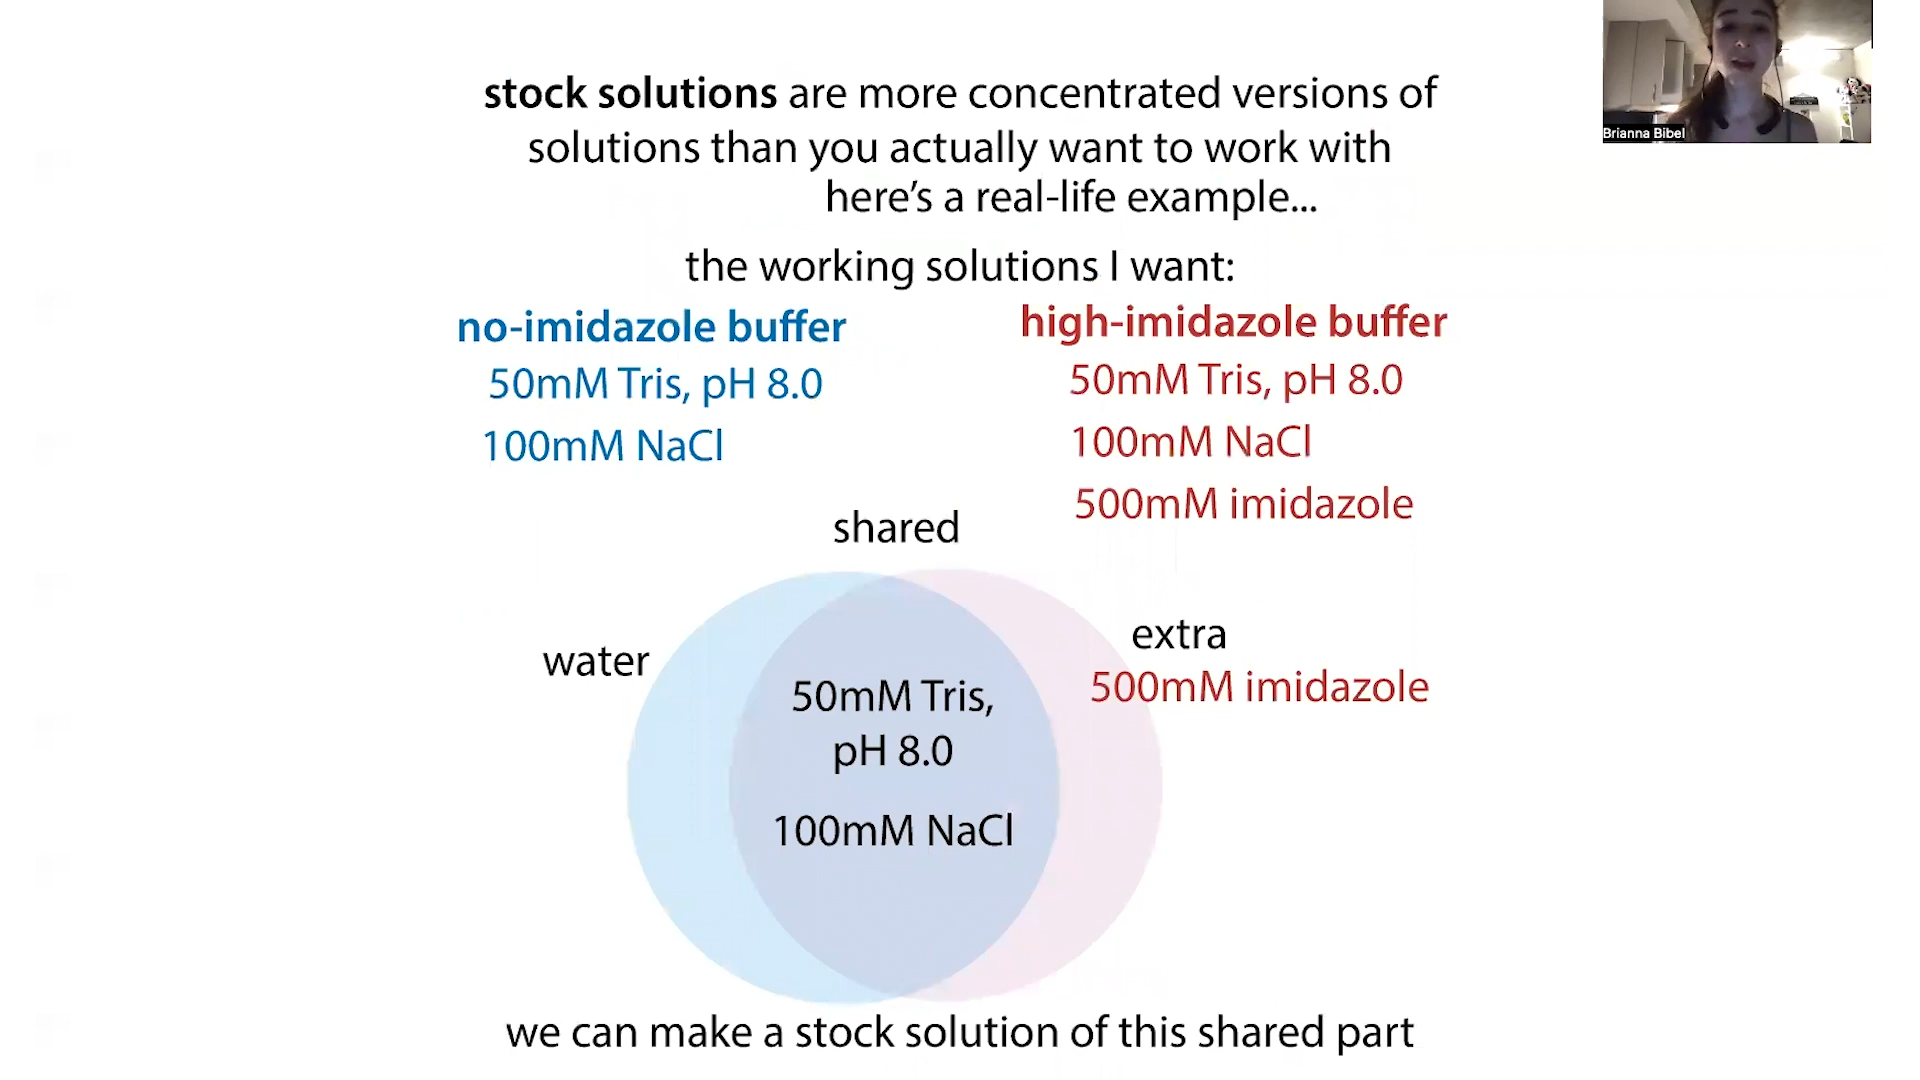 stock solutions are more concentrated versions of
solutions than you actually want to work with
here's a real-life example...
the working solutions I want:
no-imidazole buffer
50mM Tris, pH 8.0
100mM NaCl
high-imidazole buffer
50mM Tris, pH 8.0
100mM NaCl
500mM imidazole
shared
water
50mM Tris,
pH 8.0
100mM NaCl
extra
500mM imidazole
we can make a stock solution of this shared part
Brianna Bibel